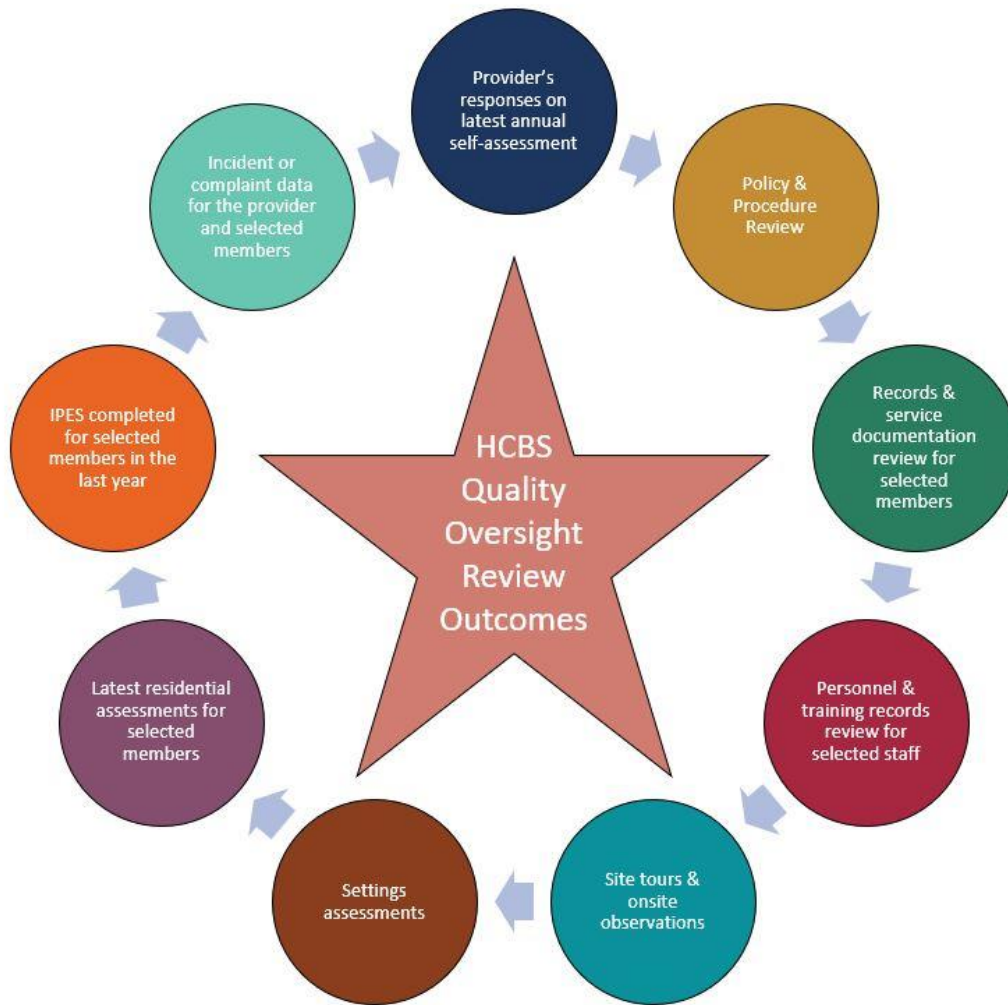 Provider's
responses on
latest annual
self-assessment
Policy &
Procedure
Review
Records &
service
documentation
review for
selected
members
Personnel &
training records
review for
selected staff
Site tours &
onsite
observations
Settings
assessments
Latest residential
assessments for
selected
members
IPES completed
for selected
members in the
last year
Incident or
complaint data
for the provider
and selected
members
HCBS
Quality
Oversight
Review
Outcomes